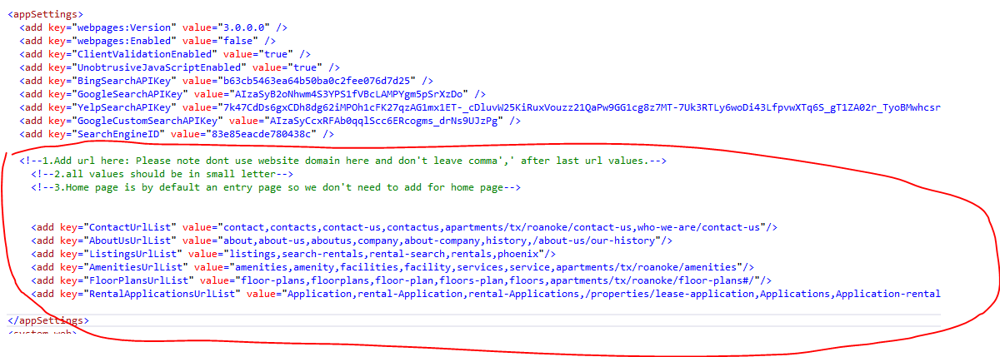 <appSettings>
<add key="webpages:Version" value="3.0.0.0" />
<add key="webpages:Enabled" value="false" />
<add key="ClientValidationEnabled" value="true" />
<add key="UnobtrusiveJavaScriptEnabled" value="true" />
<add key="BingSearchAPIKey" value="b63cb5463ea64b50ba0c2fee076d7d25" />
<add key="GoogleSearchAPIKey" value="AIzaSyB2oNhwm4S3YPS1fVBcLAMPYgm5pSrXzDo" />
<add key="YelpSearchAPIKey" value="7k47CdDs6gxCDh8dg62iMPOh1cFK27qzAG1mx1ET-_cDluvW25KiRuxVouzz21QaPw9GG1cg8z7MT-7Uk3RTLy6woDi43LfpvwXTq6S_gT1ZA02r_TyoBMwhcsr
<add key="GoogleCustomSearchAPIKey" value="AIzaSyCcxRFAb0qqlScc6ERcogms_drNs9UJzPg" />
<add key="SearchEngineID" value="83e85eacde780438c" />
<!--1.Add url here: Please note dont use website domain here and don't leave comma',' after last url values.-->
<!--2.all values should be in small letter-->
<!--3.Home page is by default an entry page so we don't need to add for home page-->
<add key="ContactUrlList" value="contact,contacts,contact-us,contactus,apartments/tx/roanoke/contact-us,who-we-are/contact-us"/>
<add key="AboutUsUrlList" value="about,about-us,aboutus,company,about-company,history,/about-us/our-history"/>
<add key="ListingsUrlList" value="listings,search-rentals,rental-search,rentals,phoenix"/>
<add key="AmenitiesUrlList" value="amenities,amenity,facilities,facility,services,service,apartments/tx/roanoke/amenities"/>
<add key="FloorPlansUrlList" value="floor-plans,floorplans,floor-plan,floors-plan,floors,apartments/tx/roanoke/floor-plans#/"/>
<add key="RentalApplicationsUrlList" value="Application,rental-Application,rental-Applications,/properties/lease-application,Applications,Application-rental
</appSettings>
<system.web>